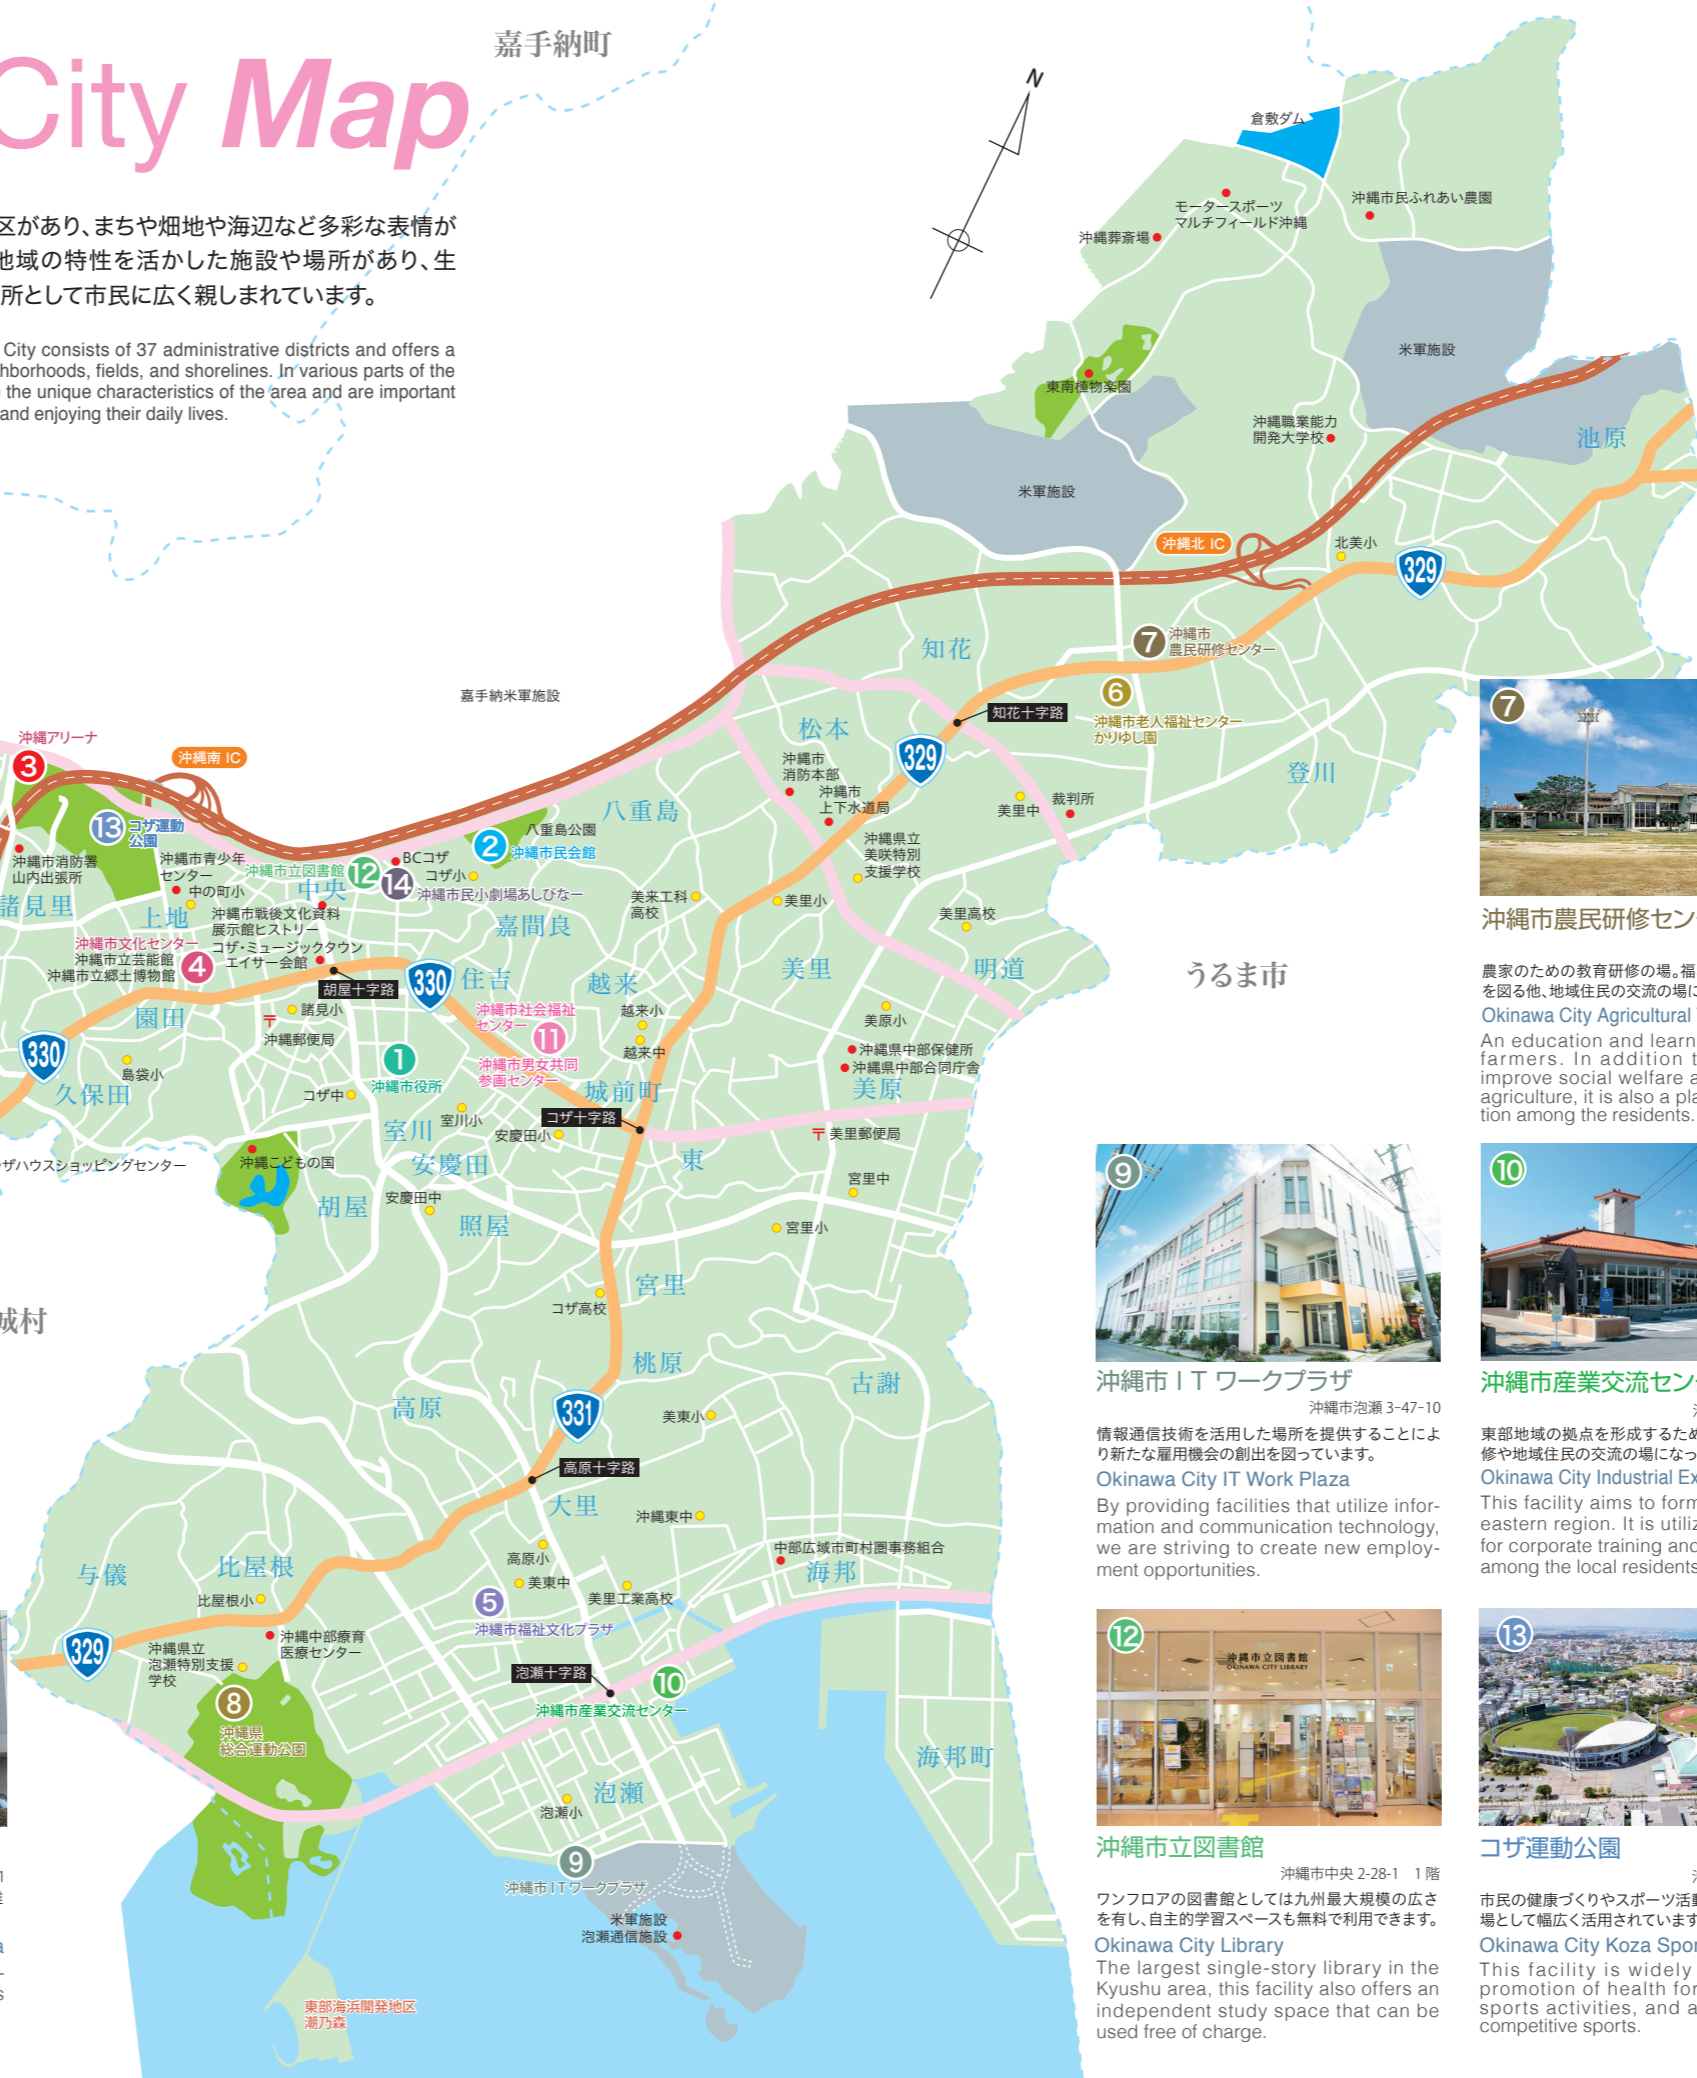 City Map
嘉手納町
区があり、まちや畑地や海辺など多彩な表情が
地域の特性を活かした施設や場所があり、生
所として市民に広く親しまれています。
City consists of 37 administrative districts and offers a
hborhoods, fields, and shorelines. In various parts of the
the unique characteristics of the area and are important
and enjoying their daily lives.
N
倉敷ダム
モータースポーツ
マルチフィールド沖縄
沖縄市民ふれあい農園
沖縄葬斎場
米軍施設
東南植物楽園
沖縄職業能力
開発大学校
池原
米軍施設
沖縄北 IC
北美小
329
知花
7
沖縄市
農民研修センター
6
沖縄市老人福祉センター
かりゆし園
嘉手納米軍施設
知花十字路
松本
329
登川
沖縄アリーナ
3
沖縄南 IC
沖縄市
消防本部
沖縄市
上下水道局
美里中
裁判所
八重島
13
コザ運動
公園
八重島公園
2
沖縄市民会館
沖縄県立
美咲特別
支援学校
沖縄市消防署
山内出張所
沖縄市青少年
センター
沖縄市立図書館
12
BCコザ
コザ小
14
沖縄市民小劇場あしびなー
中の町小
中央
諸見里
上地
沖縄市戦後文化資料
展示館ヒストリート
美来工科
高校
美里小
美里高校
嘉間良
沖縄市文化センター
沖縄市立芸能館
沖縄市立郷土博物館
4
コザ・ミュージックタウン
エイサー会館
胡屋十字路
330
住吉
越来
美里
明道
うるま市
園田
諸見小
〒
沖縄郵便局
沖縄市社会福祉
センター
11
沖縄市男女共同
参画センター
越来小
越来中
美原小
330
島袋小
1
沖縄市役所
沖縄県中部保健所
沖縄県中部合同庁舎
久保田
コザ中
城前町
美原
室川
室川小
安慶田小
コザ十字路
〒美里郵便局
ザハウスショッピングセンター
沖縄こどもの国
安慶田
東
胡屋
安慶田中
照屋
宮里中
宮里小
城村
宮里
コザ高校
桃原
古謝
高原
331
美東小
高原十字路
大里
沖縄東中
高原小
中部広域市町村圏事務組合
与儀
比屋根
美東中
海邦
比屋根小
5
美里工業高校
沖縄市福祉文化プラザ
329
沖縄県立
泡瀬特別支援
学校
沖縄中部療育
医療センター
泡瀬十字路
10
沖縄市産業交流センター
8
沖縄県
総合運動公園
海邦町
泡瀬
泡瀬小
9
沖縄市ITワークプラザ
米軍施設
泡瀬通信施設
東部海浜開発地区
潮乃森
7
沖縄市農民研修セン
農家のための教育研修の場。福
を図る他、地域住民の交流の場に
Okinawa City Agricultural
An education and learn
farmers. In addition t
improve social welfare a
agriculture, it is also a pla
tion among the residents.
9
沖縄市 I T ワークプラザ
沖縄市泡瀬 3-47-10
情報通信技術を活用した場所を提供することによ
り新たな雇用機会の創出を図っています。
Okinawa City IT Work Plaza
By providing facilities that utilize infor-
mation and communication technology,
we are striving to create new employ-
ment opportunities.
10
沖縄市産業交流セン
東部地域の拠点を形成するため
修や地域住民の交流の場になっ
Okinawa City Industrial Ex
This facility aims to form
eastern region. It is utiliz
for corporate training and
among the local residents
12
沖縄市立図書館
OKINAWA CITY LIBRARY
沖縄市立図書館
沖縄市中央 2-28-1　1 階
ワンフロアの図書館としては九州最大規模の広さ
を有し、自主的学習スペースも無料で利用できます。
Okinawa City Library
The largest single-story library in the
Kyushu area, this facility also offers an
independent study space that can be
used free of charge.
13
コザ運動公園
市民の健康づくりやスポーツ活動
場として幅広く活用されています
Okinawa City Koza Spor
This facility is widely
promotion of health for
sports activities, and a
competitive sports.